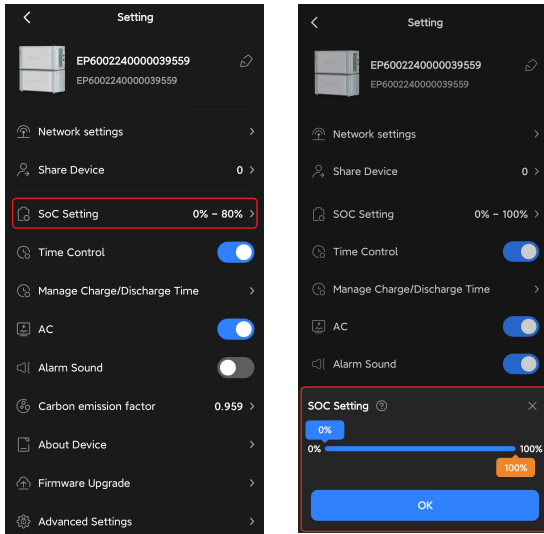 Setting
EP6002240000039559
EP6002240000039559
Network settings
Share Device 0
SoC Setting 0% – 80%
Time Control
Manage Charge/Discharge Time
AC
Alarm Sound
Carbon emission factor 0.959
About Device
Firmware Upgrade
Advanced Settings
Setting
EP6002240000039559
EP6002240000039559
Network settings
Share Device 0
SOC Setting 0% – 100%
Time Control
Manage Charge/Discharge Time
AC
Alarm Sound
SOC Setting
0%
0% 100%
100%
OK